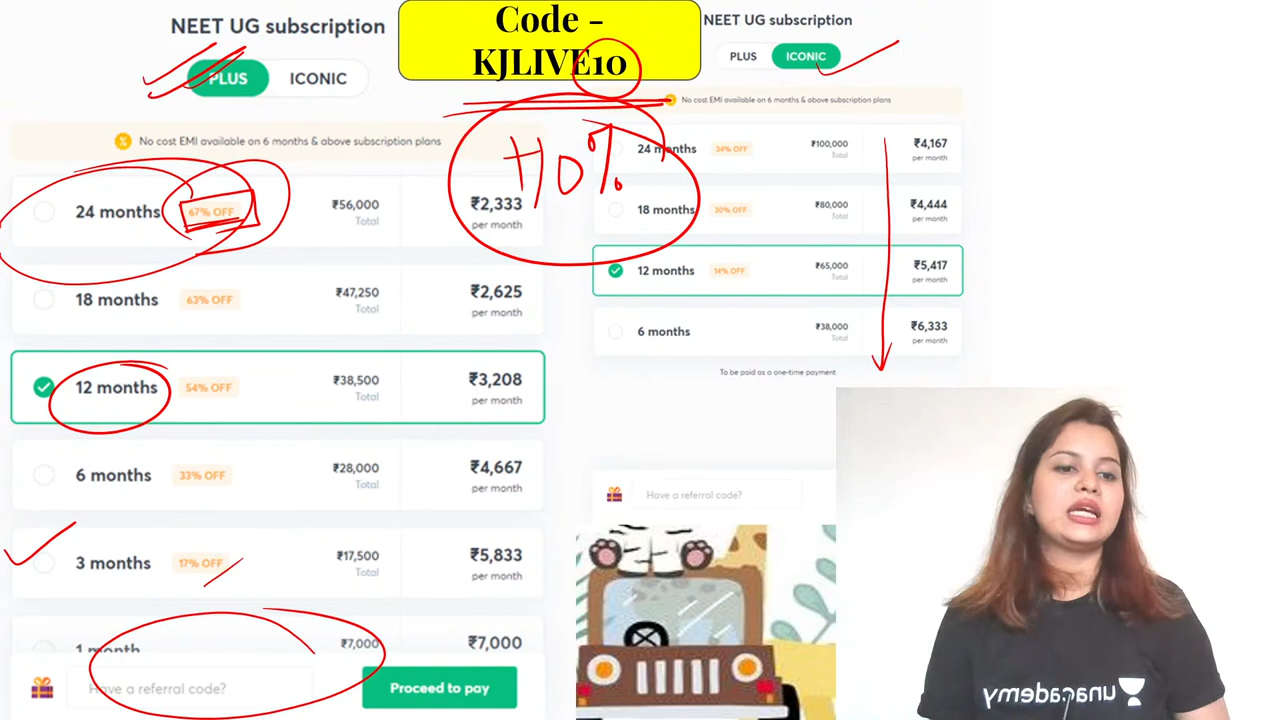 NEET UG subscription
PLUS
ICONIC
No cost EMI available on 6 months & above subscription plans
24 months 67% OFF ₹56,000 Total ₹2,333 per month
18 months 63% OFF ₹47,250 Total ₹2,625 per month
12 months 54% OFF ₹38,500 Total ₹3,208 per month
6 months 33% OFF ₹28,000 Total ₹4,667 per month
3 months 17% OFF ₹17,500 Total ₹5,833 per month
1 month ₹7,000 ₹7,000
Have a referral code?
Proceed to pay
Code -
KJLIVE10
NEET UG subscription
PLUS
ICONIC
No cost EMI available on 6 months & above subscription plans
24 months 34% OFF ₹100,000 Total ₹4,167 per month
18 months 30% OFF ₹80,000 Total ₹4,444 per month
12 months 14% OFF ₹65,000 Total ₹5,417 per month
6 months ₹38,000 Total ₹6,333 per month
To be paid as a one-time payment
Have a referral code?
unacademy